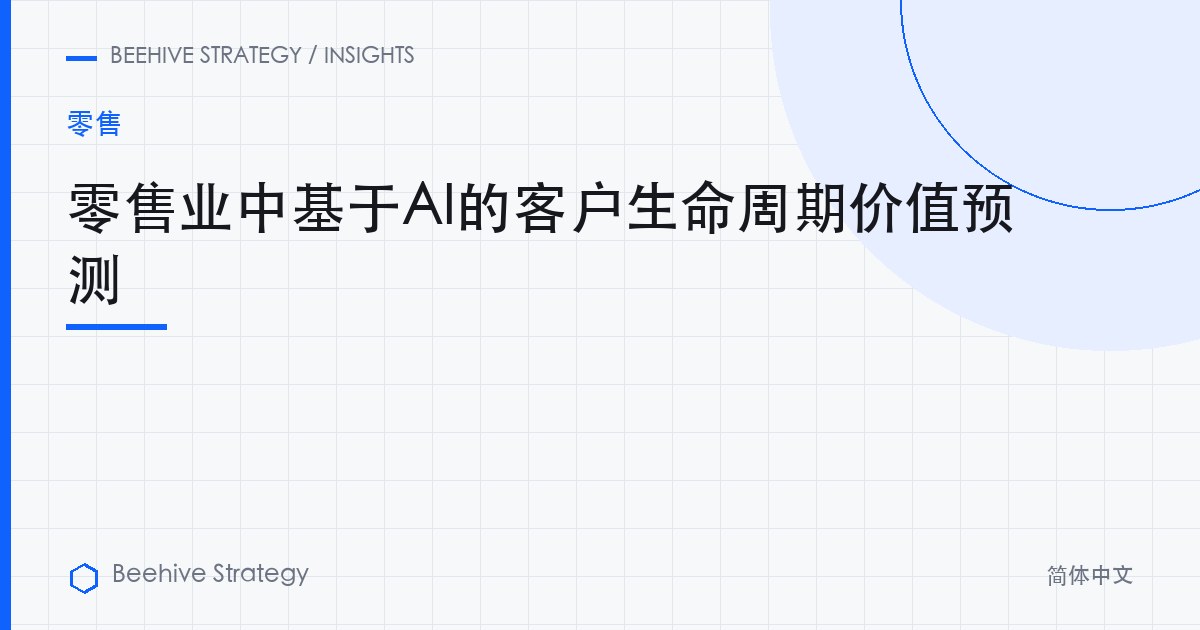 BEEHIVE STRATEGY / INSIGHTS
零售
零售业中基于AI的客户生命周期价值预
测
Beehive Strategy
简体中文